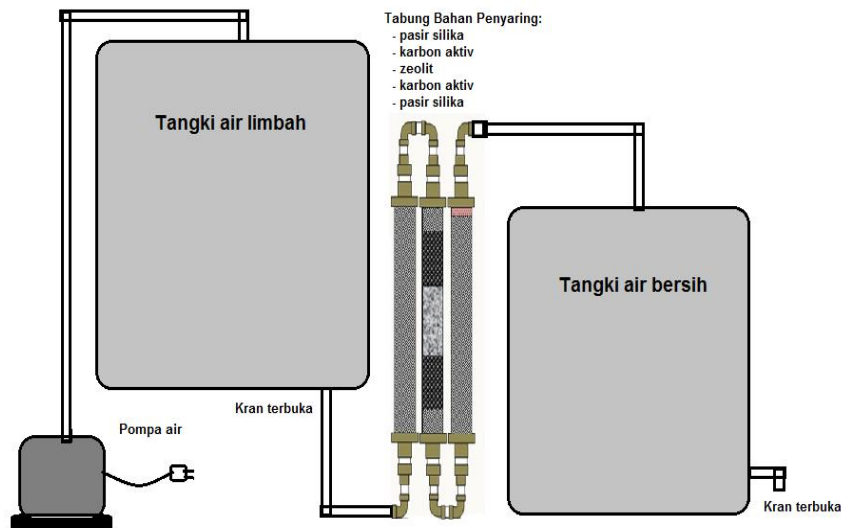 Tabung Bahan Penyaring:
- pasir silika
- karbon aktiv
- zeolit
- karbon aktiv
- pasir silika
Tangki air limbah
Tangki air bersih
Kran terbuka
Pompa air
Kran terbuka